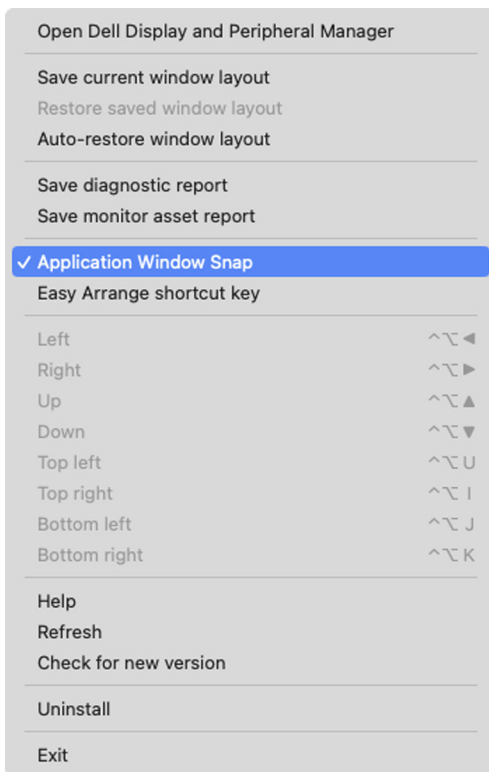 Open Dell Display and Peripheral Manager
Save current window layout
Restore saved window layout
Auto-restore window layout
Save diagnostic report
Save monitor asset report
✓ Application Window Snap
Easy Arrange shortcut key
Left ^⌥◀
Right ^⌥▶
Up ^⌥▲
Down ^⌥▼
Top left ^⌥U
Top right ^⌥I
Bottom left ^⌥J
Bottom right ^⌥K
Help
Refresh
Check for new version
Uninstall
Exit